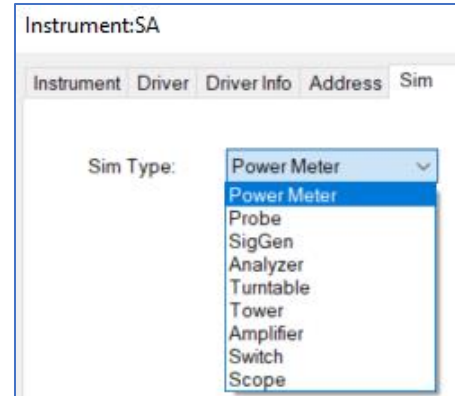 Instrument:SA
Instrument Driver Driver Info Address Sim
Sim Type: Power Meter
Power Meter
Probe
SigGen
Analyzer
Turntable
Tower
Amplifier
Switch
Scope